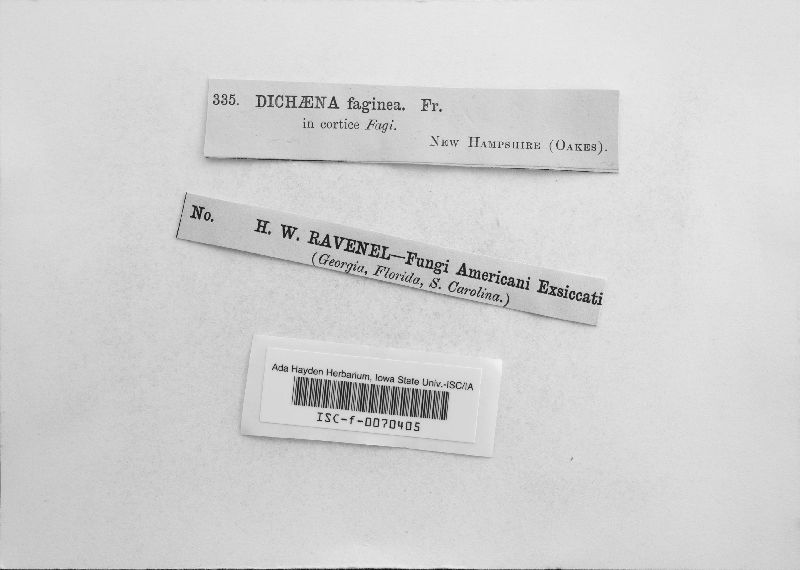 335. DICHÆNA faginea. Fr.
in cortice Fagi.
NEW HAMPSHIRE (OAKES).
No. H. W. RAVENEL—Fungi Americani Exsiccati
(Georgia, Florida, S. Carolina.)
Ada Hayden Herbarium, Iowa State Univ.-ISC/IA
ISC-f-0070405